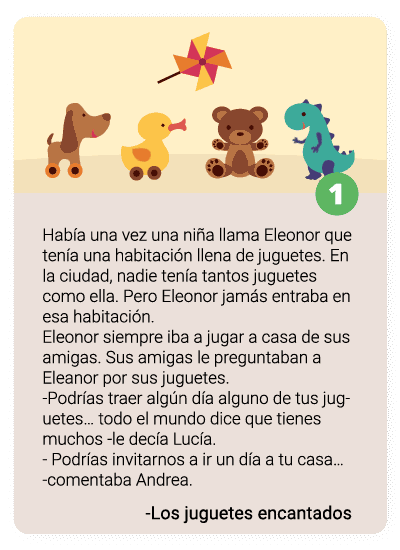 1
Había una vez una niña llama Eleonor que
tenía una habitación llena de juguetes. En
la ciudad, nadie tenía tantos juguetes
como ella. Pero Eleonor jamás entraba en
esa habitación.
Eleonor siempre iba a jugar a casa de sus
amigas. Sus amigas le preguntaban a
Eleanor por sus juguetes.
-Podrías traer algún día alguno de tus jug-
uetes... todo el mundo dice que tienes
muchos -le decía Lucía.
- Podrías invitarnos a ir un día a tu casa...
-comentaba Andrea.
-Los juguetes encantados